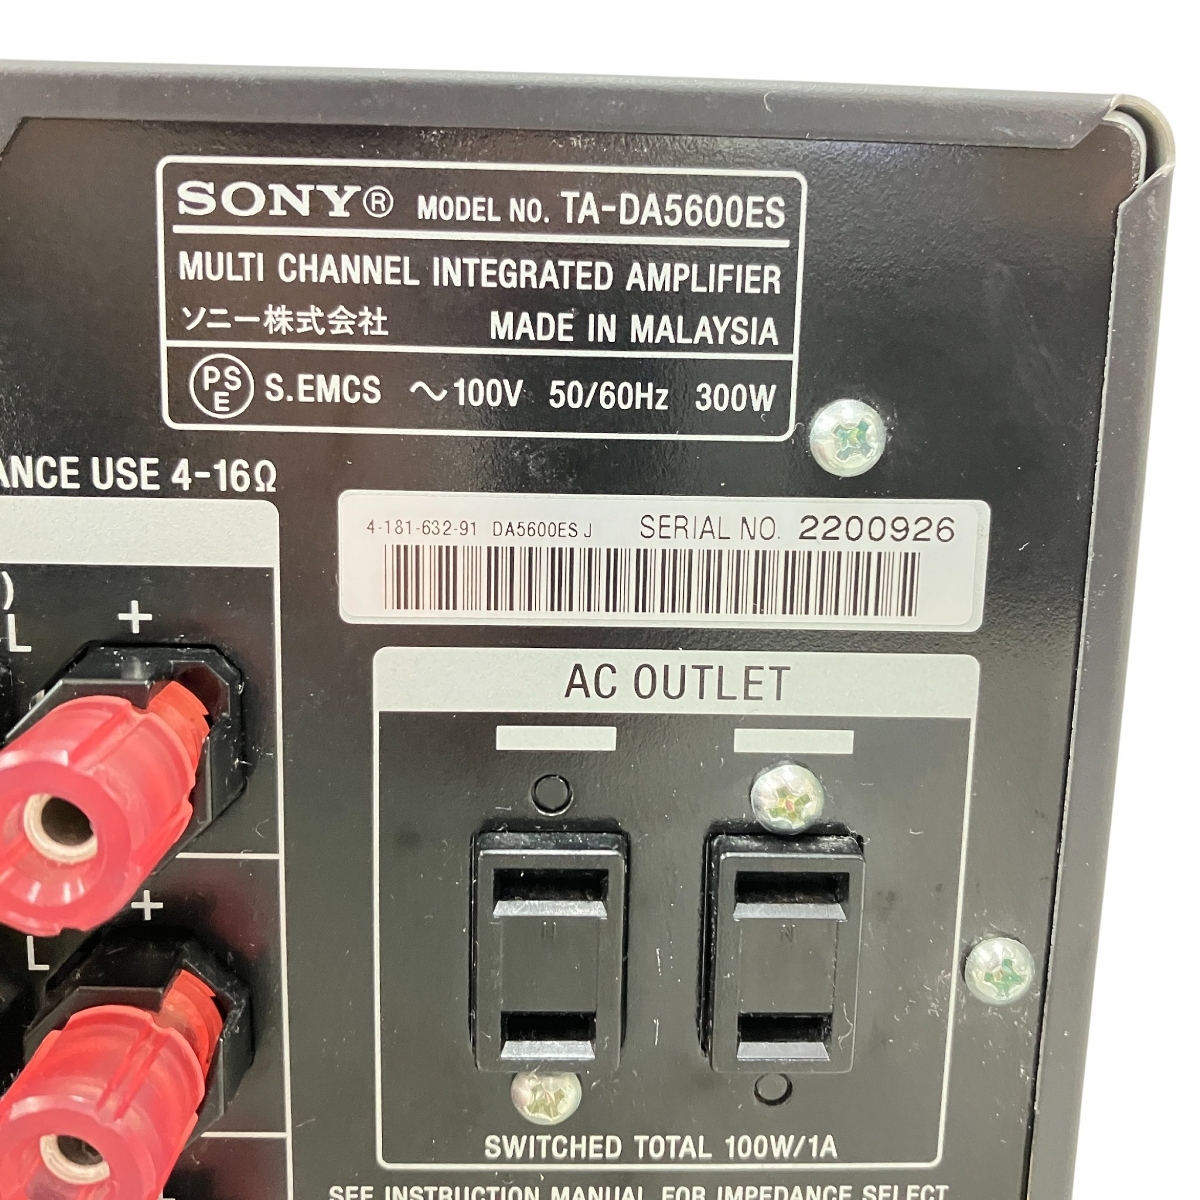 SONY® MODEL NO. TA-DA5600ES
MULTI CHANNEL INTEGRATED AMPLIFIER
ソニー株式会社 MADE IN MALAYSIA
PSE S.EMCS ～100V 50/60Hz 300W
USE 4-16Ω
4-181-632-91 DA5600ES J SERIAL NO. 2200926
)
L +
AC OUTLET
+
L
N
SWITCHED TOTAL 100W/1A
SEE INSTRUCTION MANUAL FOR IMPEDANCE SELECT